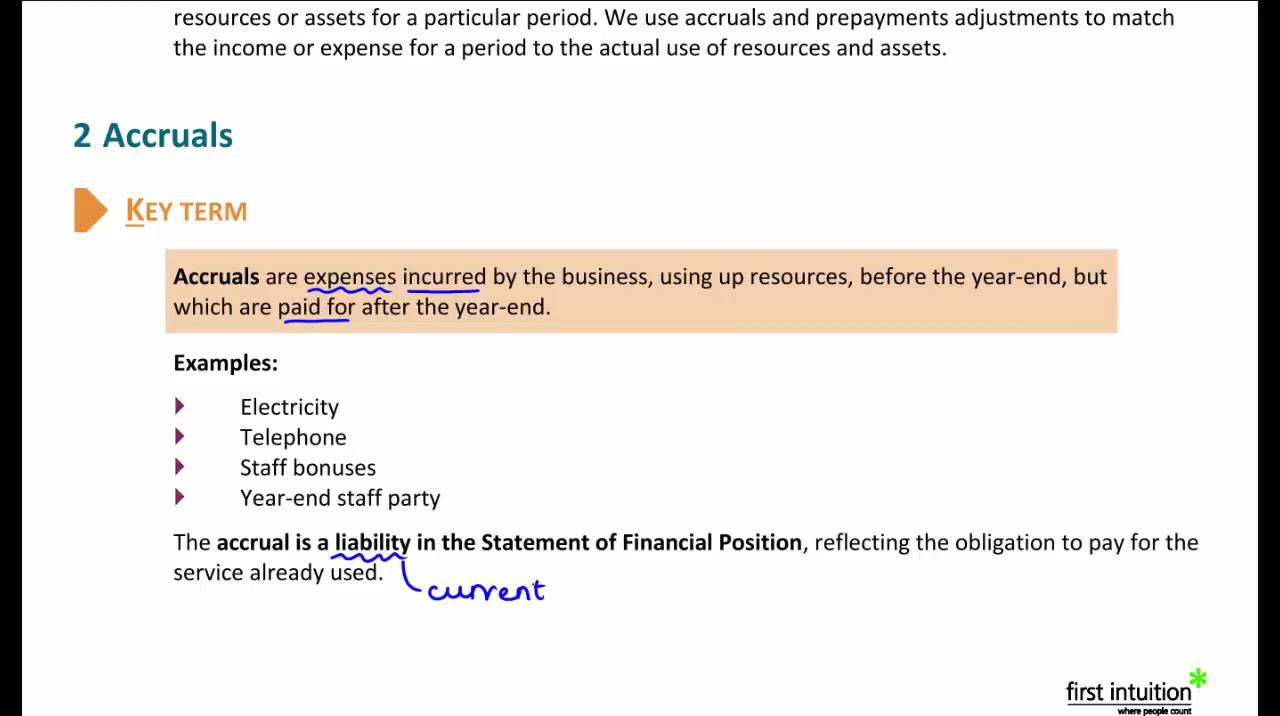 resources or assets for a particular period. We use accruals and prepayments adjustments to match
the income or expense for a period to the actual use of resources and assets.
2 Accruals
KEY TERM
Accruals are expenses incurred by the business, using up resources, before the year-end, but
which are paid for after the year-end.
Examples:
Electricity
Telephone
Staff bonuses
Year-end staff party
The accrual is a liability in the Statement of Financial Position, reflecting the obligation to pay for the
service already used.
current
first intuition*
where people count